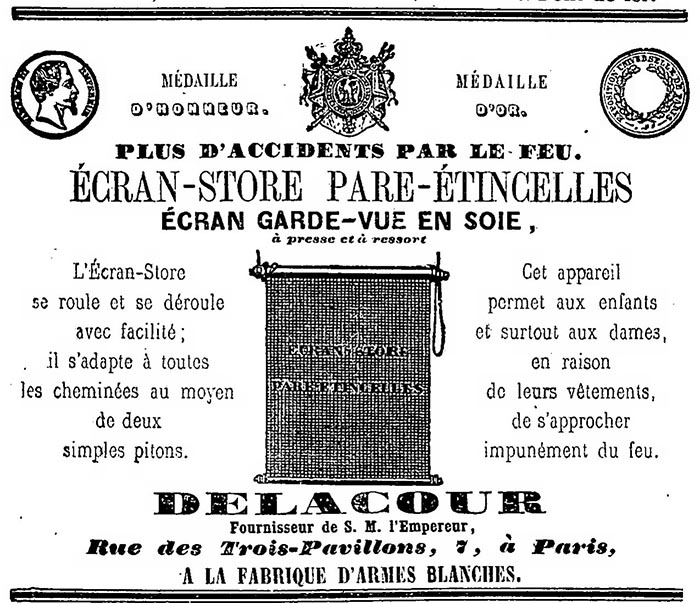 MÉDAILLE
D'HONNEUR.
MÉDAILLE
D'OR.
PLUS D'ACCIDENTS PAR LE FEU.
ÉCRAN-STORE PARE-ÉTINCELLES
ÉCRAN GARDE-VUE EN SOIE,
à presse et à ressort
L'Écran-Store
se roule et se déroule
avec facilité;
il s'adapte à toutes
les cheminées au moyen
de deux
simples pitons.
ÉCRAN-STORE
PARE-ÉTINCELLES
Cet appareil
permet aux enfants
et surtout aux dames,
en raison
de leurs vêtements,
de s'approcher
impunément du feu.
DELACOUR
Fournisseur de S. M. l'Empereur,
Rue des Trois-Pavillons, 7, à Paris,
A LA FABRIQUE D'ARMES BLANCHES.